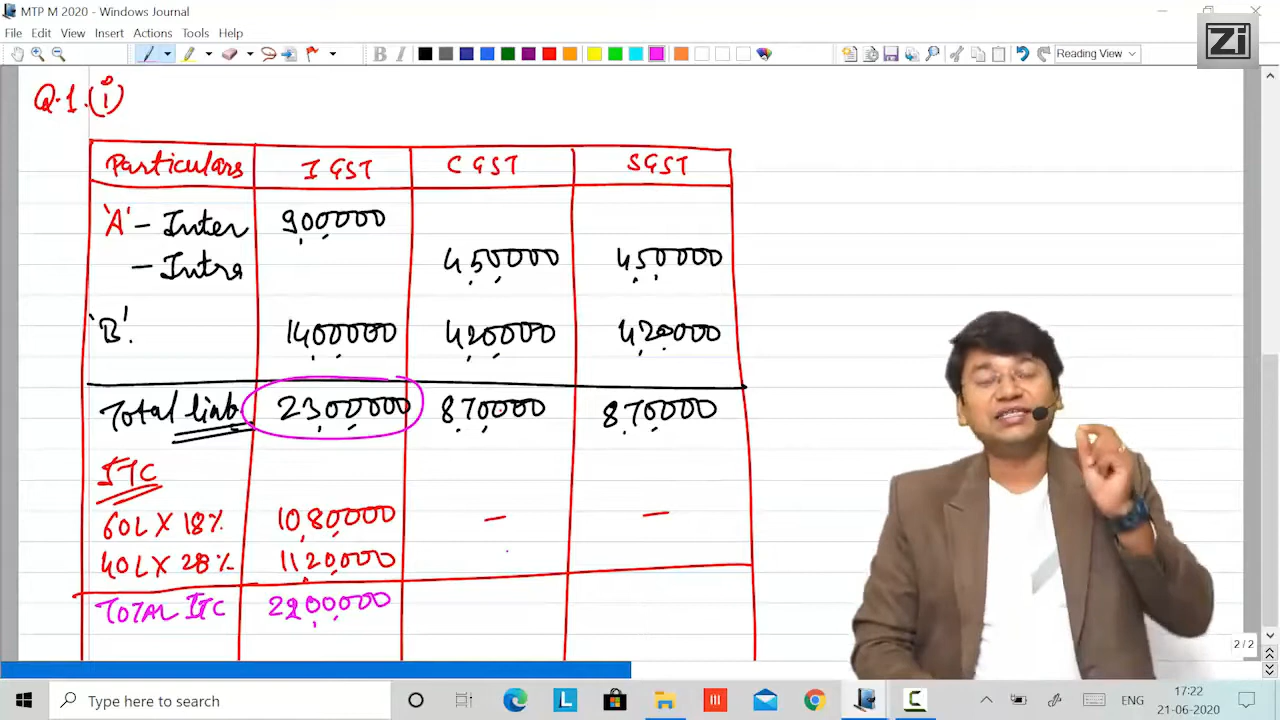 MTP M 2020 - Windows Journal
File Edit View Insert Actions Tools Help
B I
Reading View
Zi
Q.1.(i)
Particulars IGST CGST SGST
'A' - Inter 900000
- Intra 450000 450000
'B'. 1400000 420000 420000
Total liab 2300000 870000 870000
ITC
60L X 18% 1080000 - -
40L X 28% 1120000
TOTAL ITC 2200000
2/2
Type here to search
ENG
17:22
21-06-2020